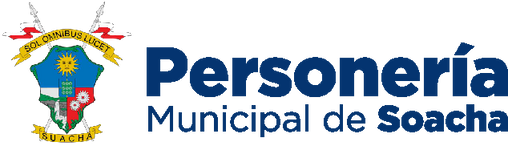 SOL OMNIBUS LUCET
SUACHA
Personería
Municipal de Soacha